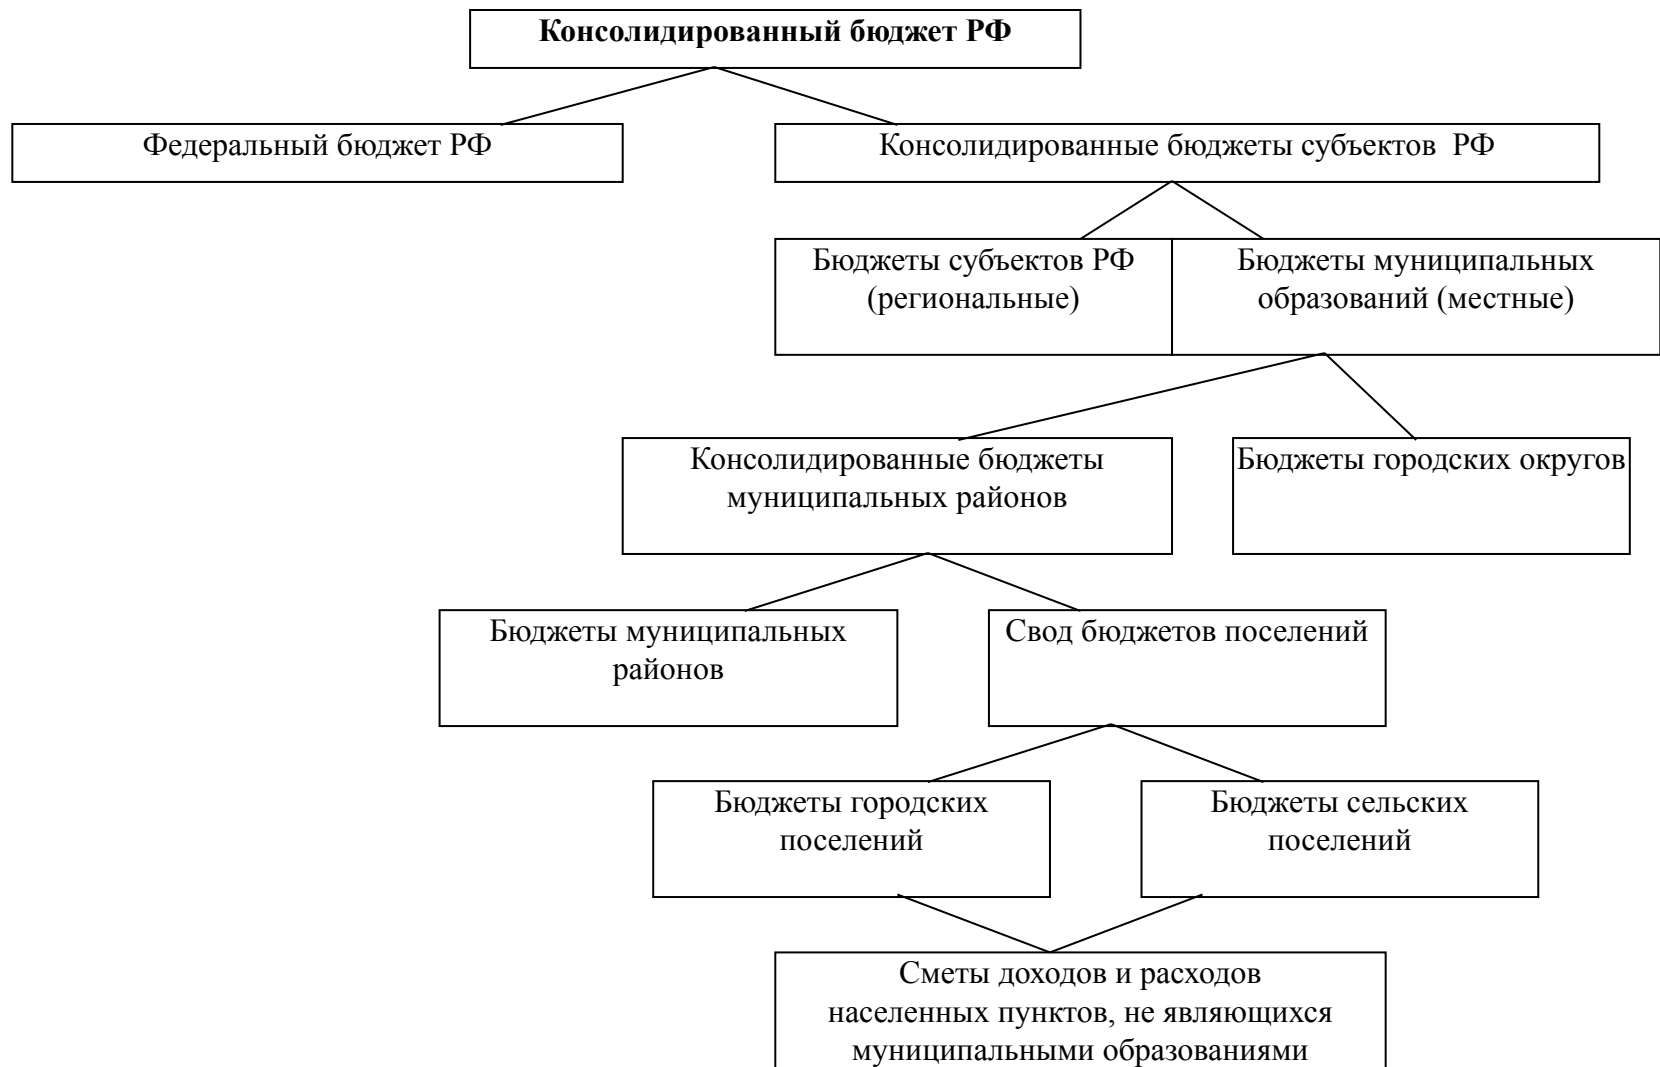 Консолидированный бюджет РФ
Федеральный бюджет РФ
Консолидированные бюджеты субъектов РФ
Бюджеты субъектов РФ
(региональные)
Бюджеты муниципальных
образований (местные)
Консолидированные бюджеты
муниципальных районов
Бюджеты городских округов
Бюджеты муниципальных
районов
Свод бюджетов поселений
Бюджеты городских
поселений
Бюджеты сельских
поселений
Сметы доходов и расходов
населенных пунктов, не являющихся
муниципальными образованиями